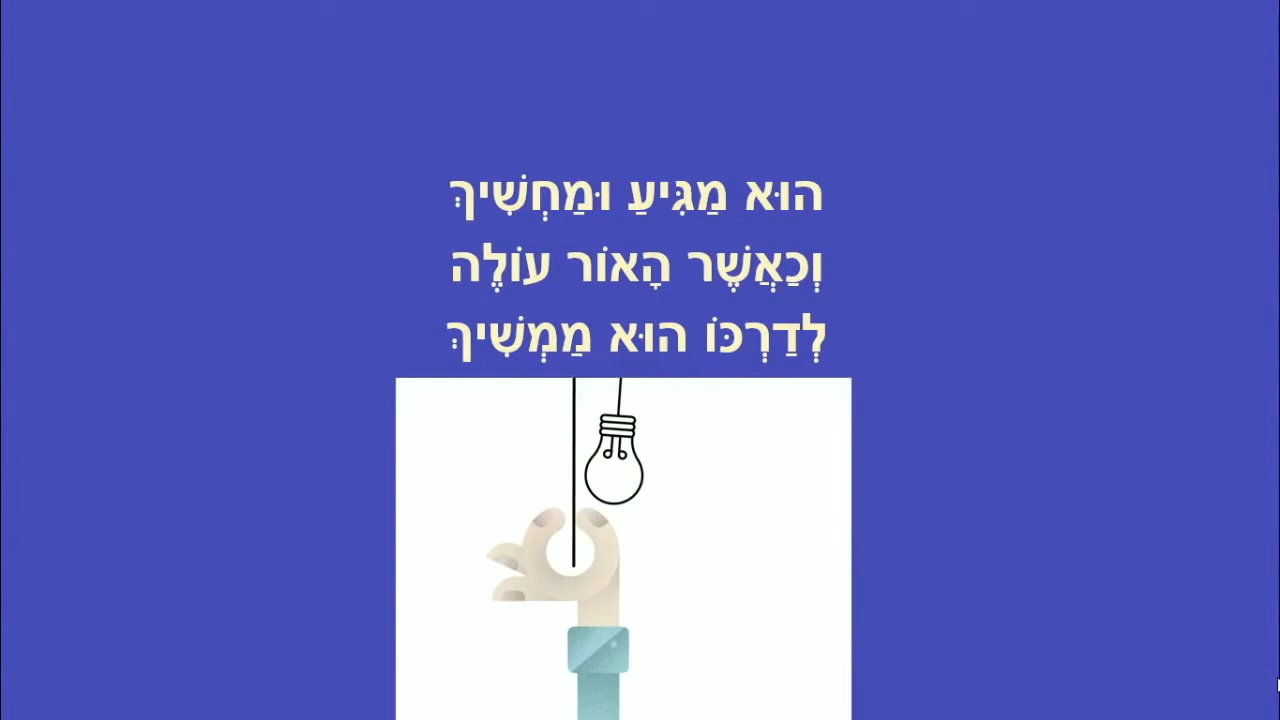 הוּא מַגִּיעַ וּמַחְשִׁיךְ
וְכַאֲשֶׁר הָאוֹר עוֹלֶה
לְדַרְכּוֹ הוּא מַמְשִׁיךְ